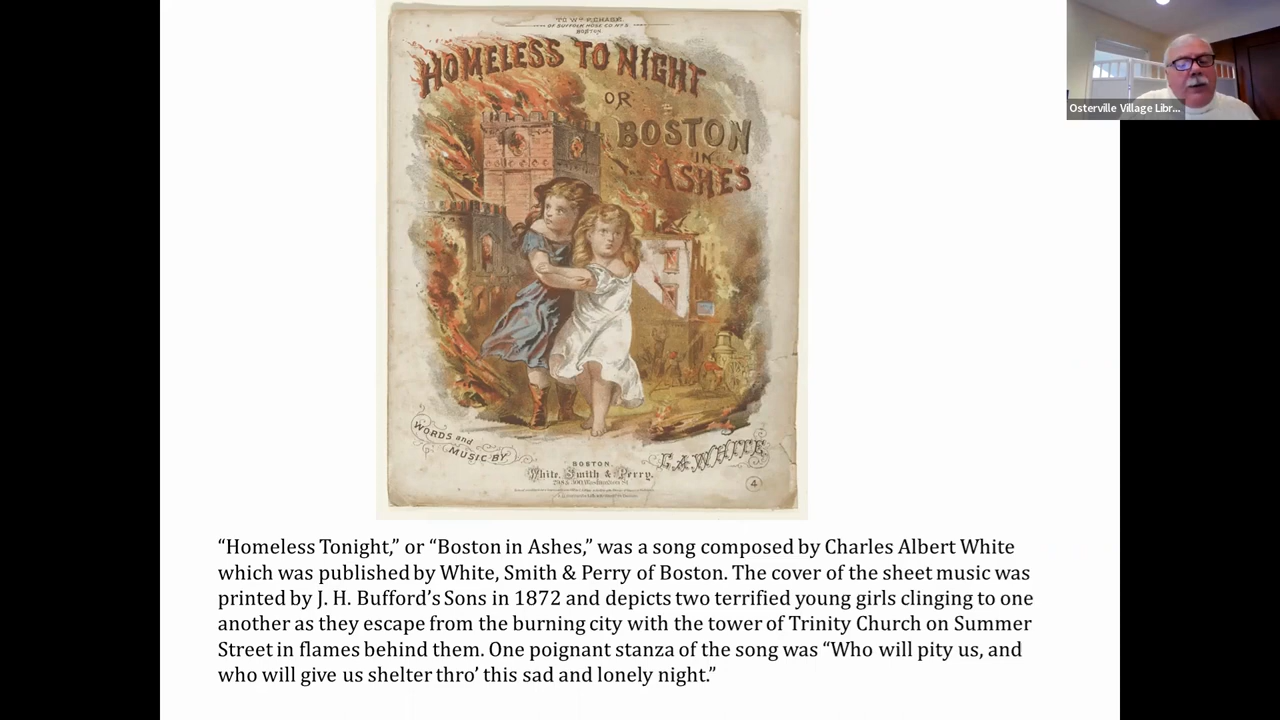 TO Wm F. CHASE.
OF SUFFOLK HOSE CO No 2
BOSTON
HOMELESS TO NIGHT
OR
BOSTON
IN
ASHES
WORDS and
MUSIC BY
C. A. WHITE
BOSTON
White, Smith & Perry.
298 & 300 Washington St
4
Osterville Village Libr...
“Homeless Tonight,” or “Boston in Ashes,” was a song composed by Charles Albert White
which was published by White, Smith & Perry of Boston. The cover of the sheet music was
printed by J. H. Bufford’s Sons in 1872 and depicts two terrified young girls clinging to one
another as they escape from the burning city with the tower of Trinity Church on Summer
Street in flames behind them. One poignant stanza of the song was “Who will pity us, and
who will give us shelter thro’ this sad and lonely night.”